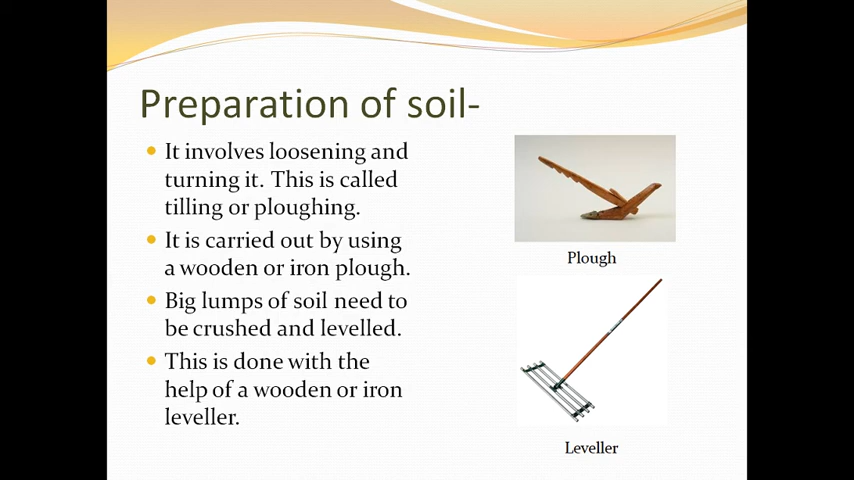 Preparation of soil-
It involves loosening and
turning it. This is called
tilling or ploughing.
It is carried out by using
a wooden or iron plough.
Big lumps of soil need to
be crushed and levelled.
This is done with the
help of a wooden or iron
leveller.
Plough
Leveller